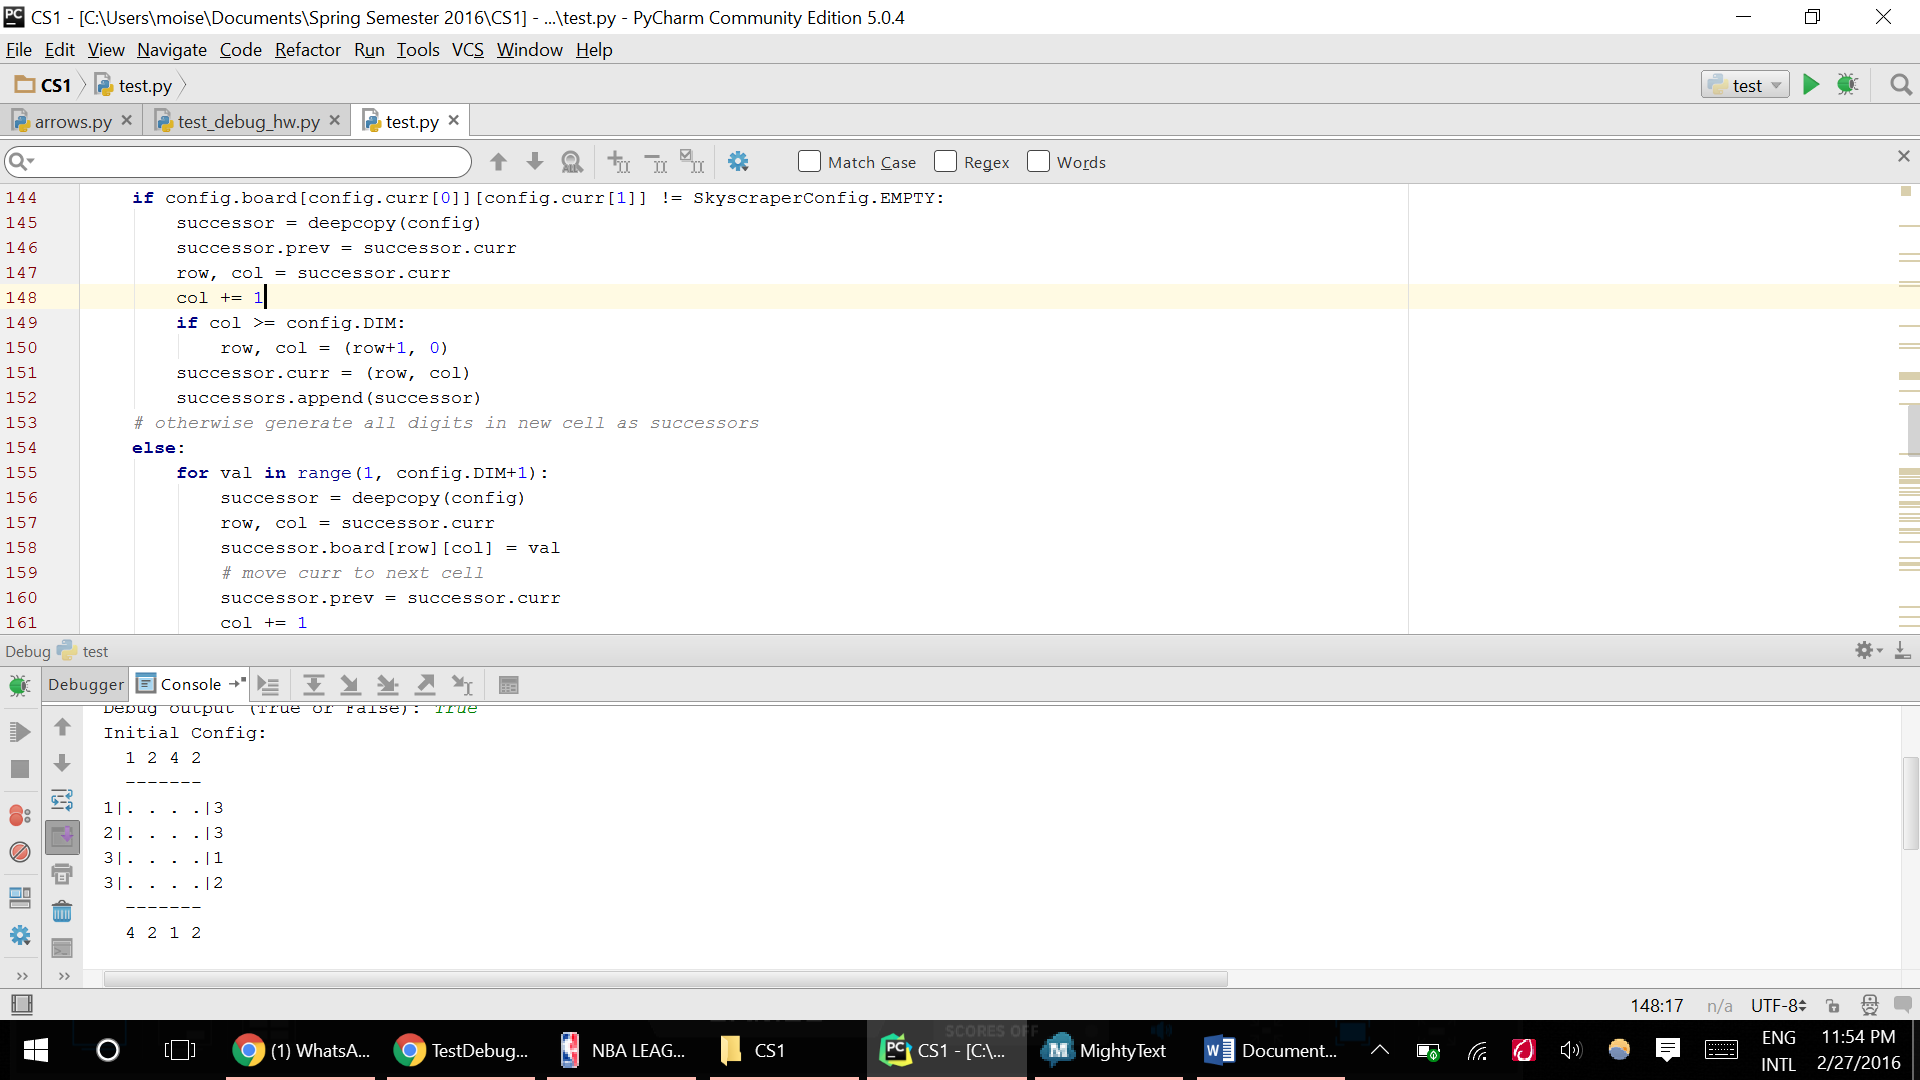 CS1 - [C:\Users\moise\Documents\Spring Semester 2016\CS1] - ...\test.py - PyCharm Community Edition 5.0.4
File Edit View Navigate Code Refactor Run Tools VCS Window Help
CS1 test.py test
arrows.py test_debug_hw.py test.py
Match Case Regex Words
144 if config.board[config.curr[0]][config.curr[1]] != SkyscraperConfig.EMPTY:
145 successor = deepcopy(config)
146 successor.prev = successor.curr
147 row, col = successor.curr
148 col += 1
149 if col >= config.DIM:
150 row, col = (row+1, 0)
151 successor.curr = (row, col)
152 successors.append(successor)
153 # otherwise generate all digits in new cell as successors
154 else:
155 for val in range(1, config.DIM+1):
156 successor = deepcopy(config)
157 row, col = successor.curr
158 successor.board[row][col] = val
159 # move curr to next cell
160 successor.prev = successor.curr
161 col += 1
Debug test
Debugger Console
Debug output (True or False): True
Initial Config:
1 2 4 2
-------
1|. . . .|3
2|. . . .|3
3|. . . .|1
3|. . . .|2
-------
4 2 1 2
148:17 n/a UTF-8
SCORES OFF
(1) WhatsA... TestDebug... NBA LEAG... CS1 CS1 - [C:\... MightyText Document... ENG 11:54 PM
INTL 2/27/2016